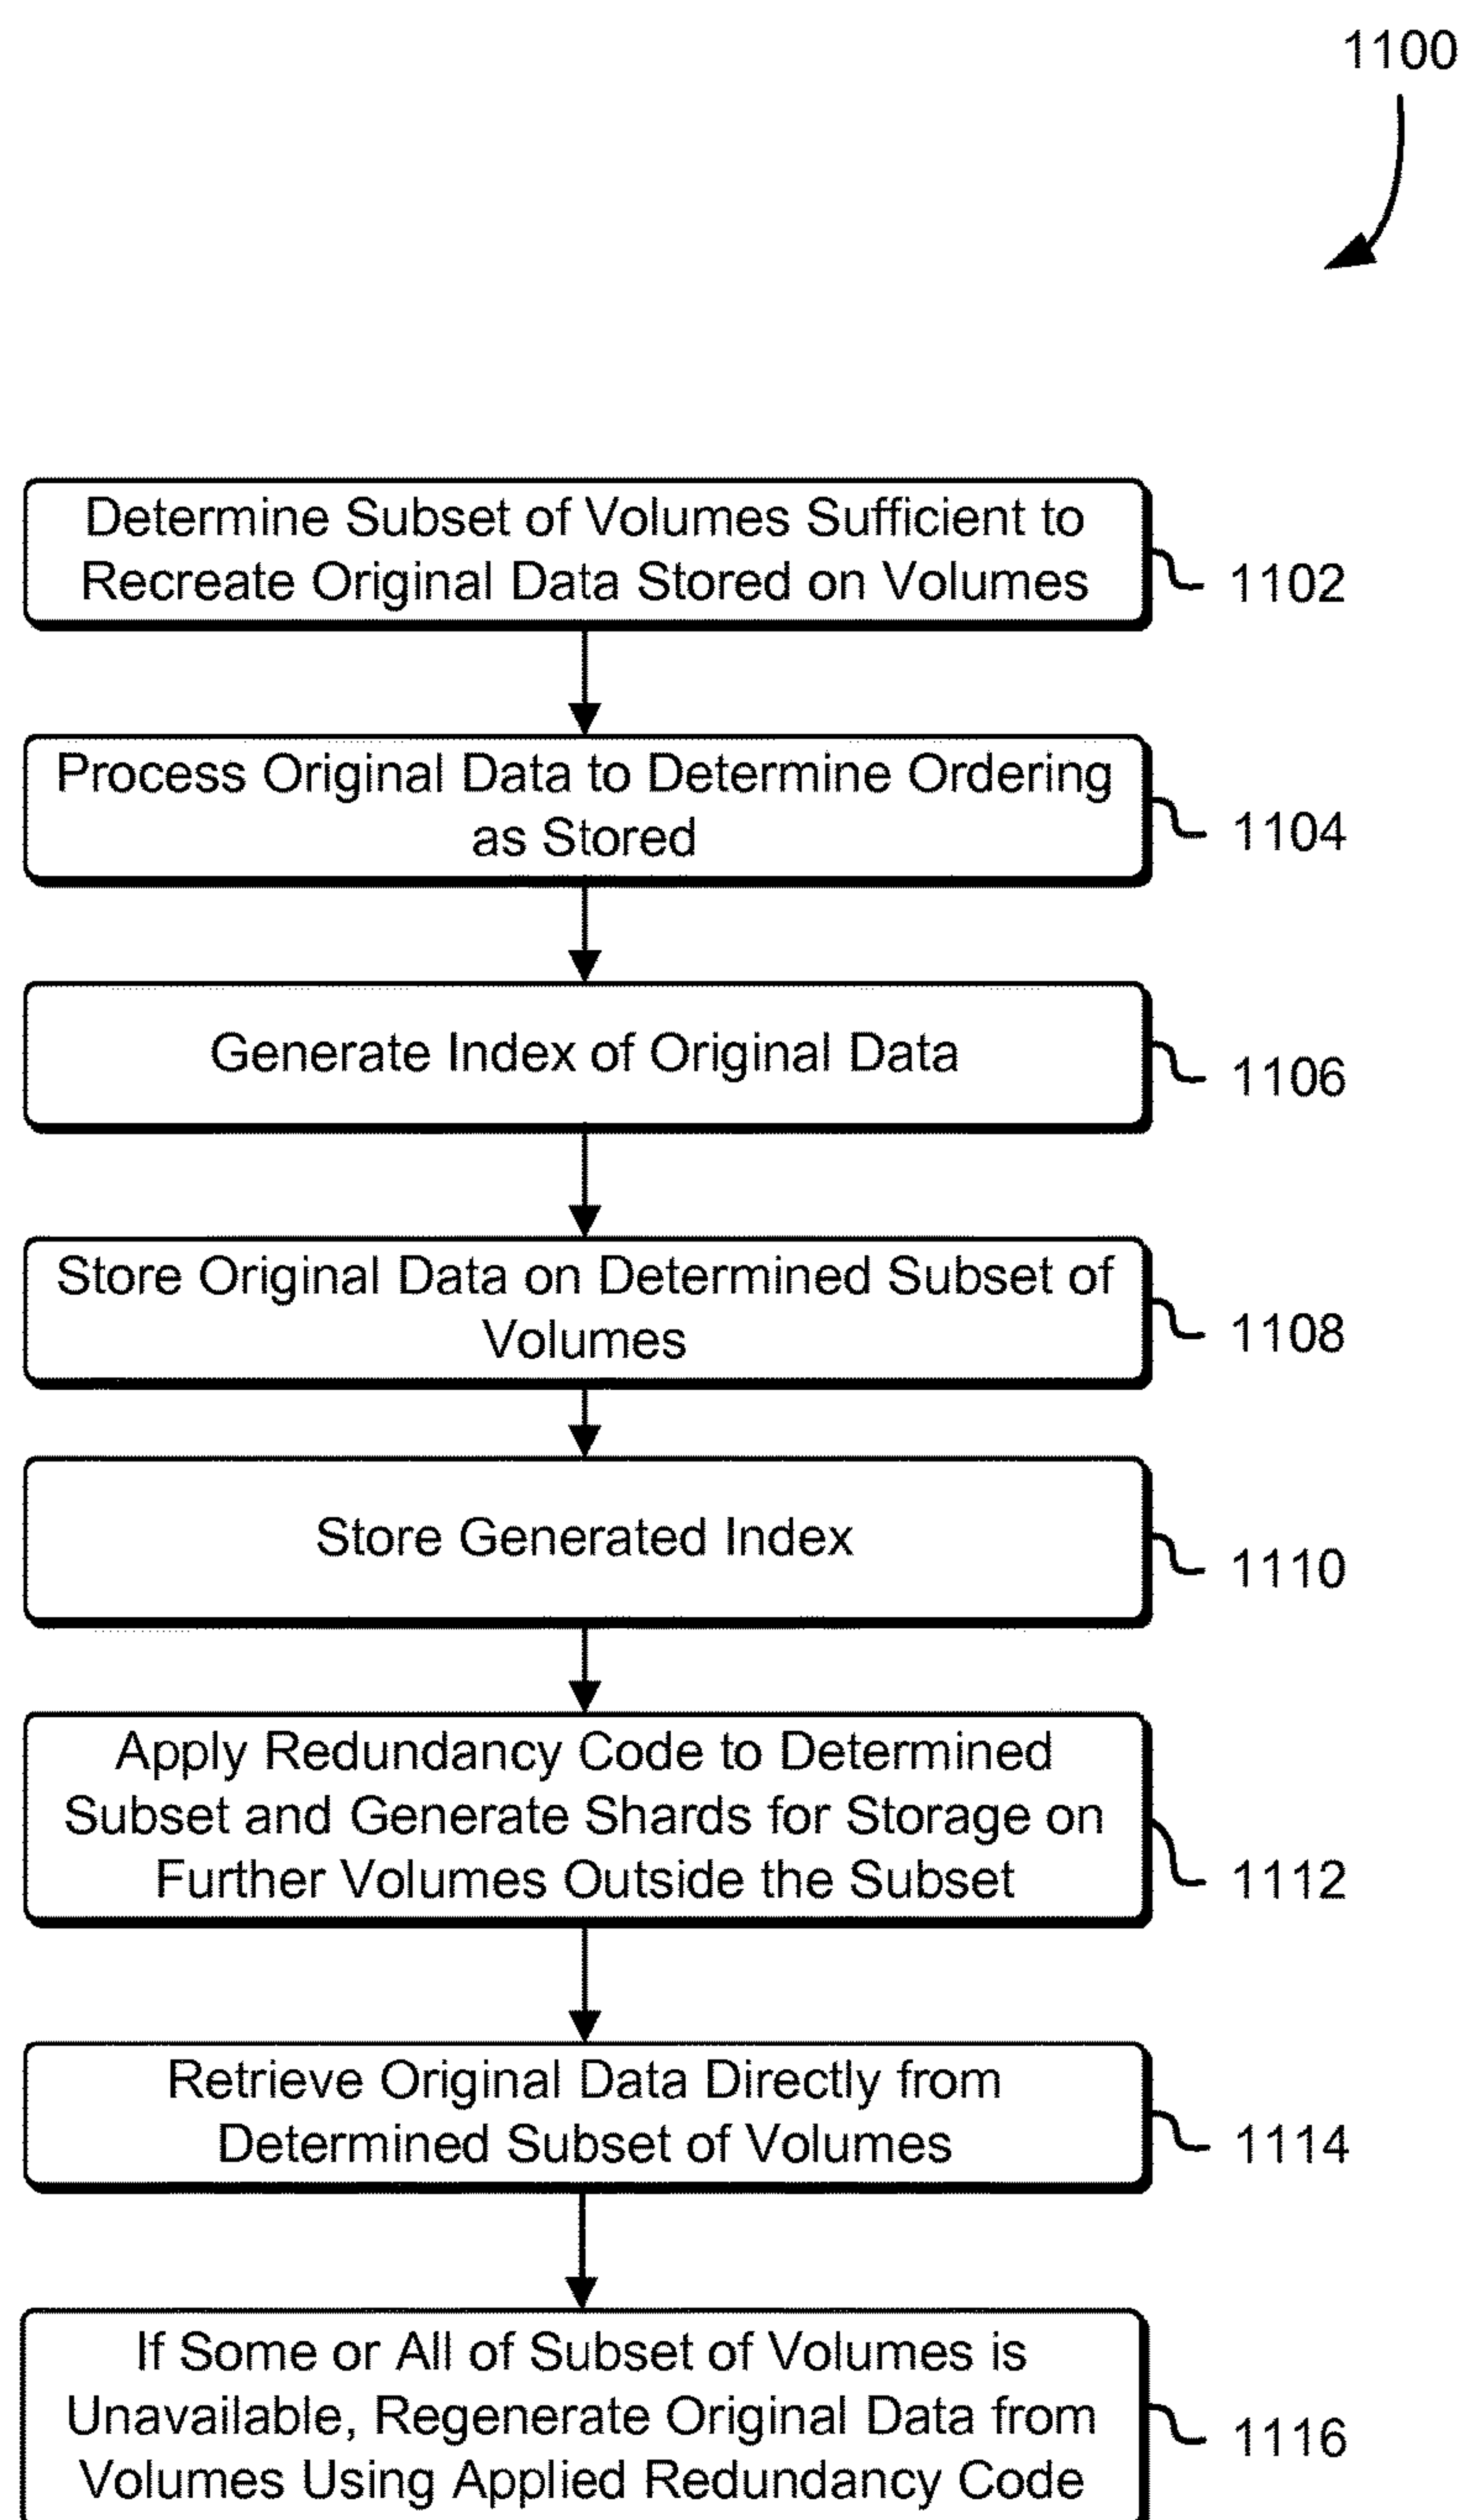 1100
Determine Subset of Volumes Sufficient to
Recreate Original Data Stored on Volumes
1102
Process Original Data to Determine Ordering
as Stored
1104
Generate Index of Original Data
1106
Store Original Data on Determined Subset of
Volumes
1108
Store Generated Index
1110
Apply Redundancy Code to Determined
Subset and Generate Shards for Storage on
Further Volumes Outside the Subset
1112
Retrieve Original Data Directly from
Determined Subset of Volumes
1114
If Some or All of Subset of Volumes is
Unavailable, Regenerate Original Data from
Volumes Using Applied Redundancy Code
1116